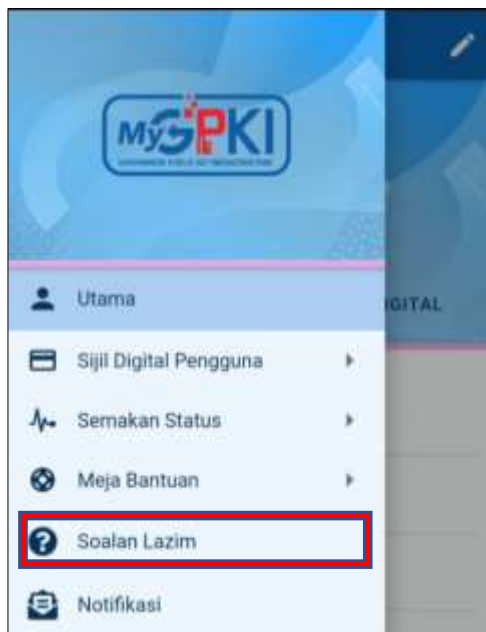 MyGPKI
Utama
IGITAL
Sijil Digital Pengguna
Semakan Status
Meja Bantuan
Soalan Lazim
Notifikasi